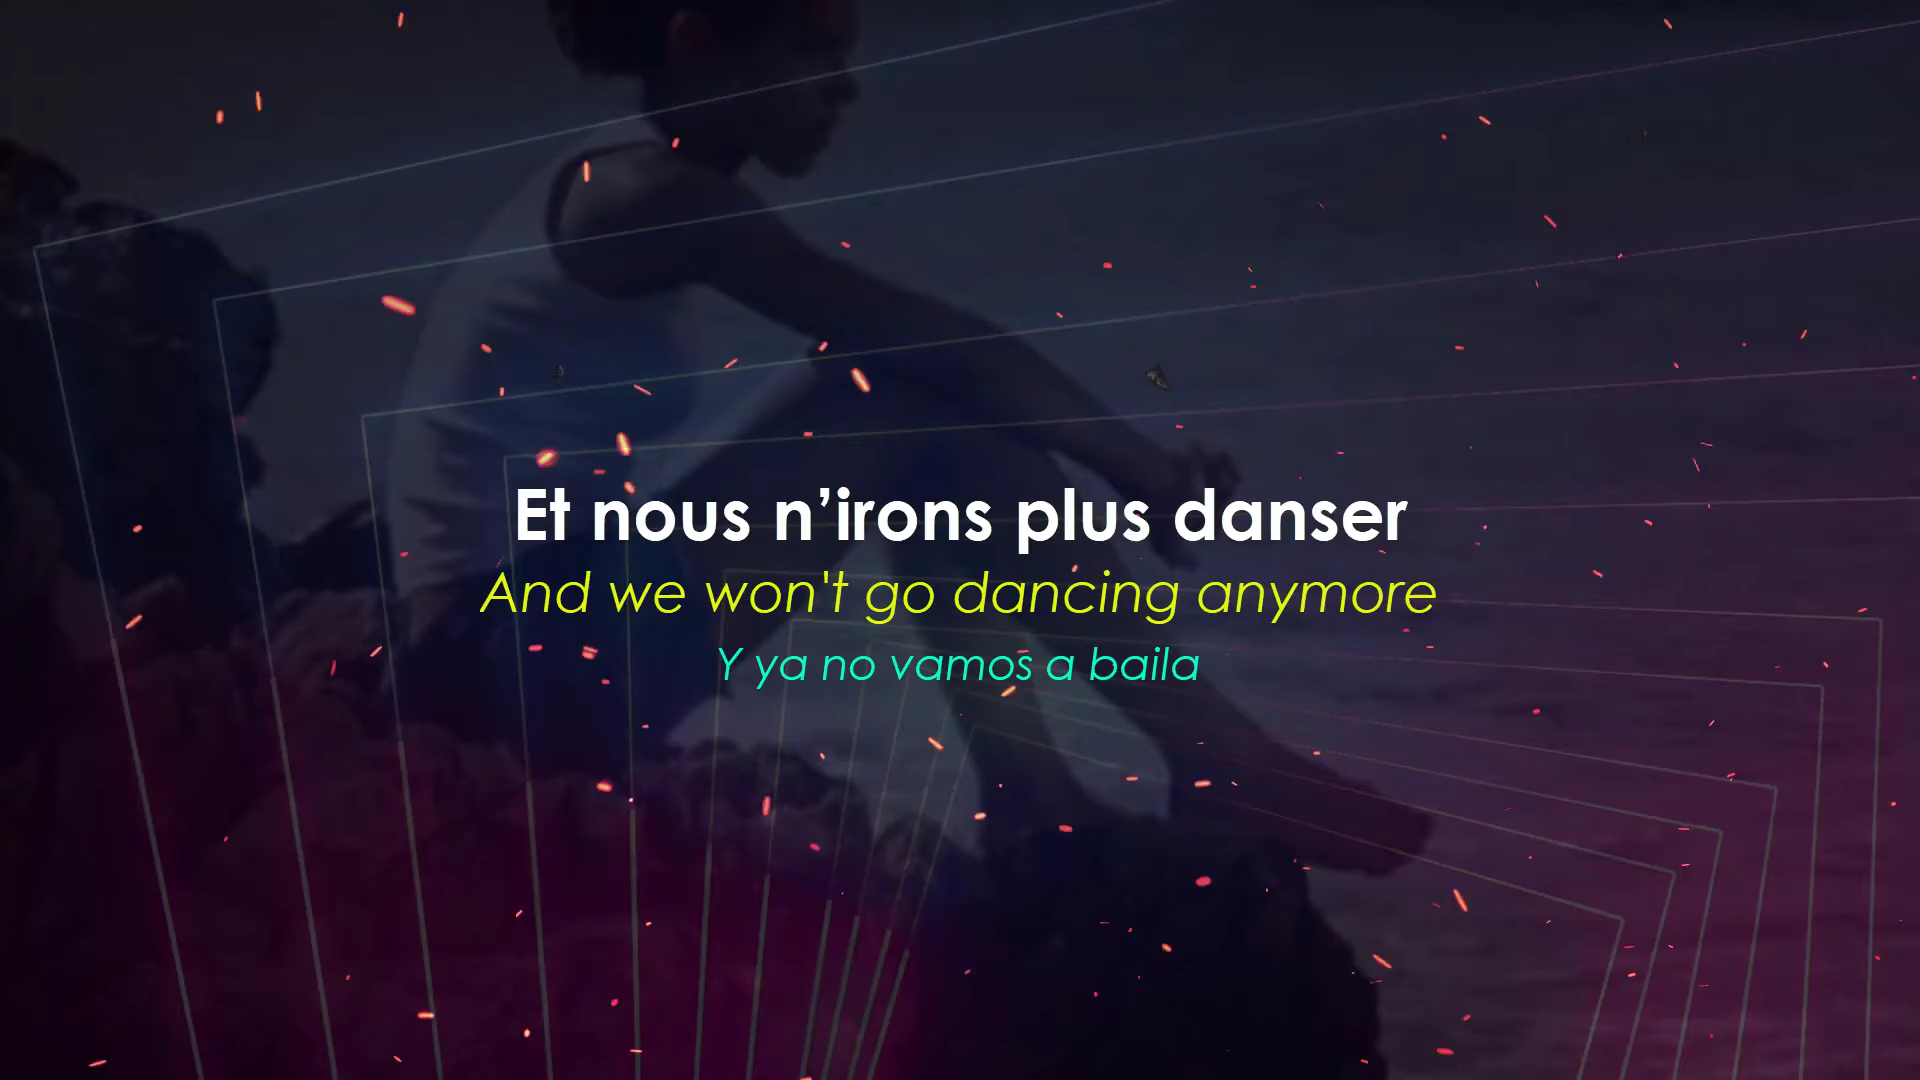 Et nous n’irons plus danser
And we won't go dancing anymore
Y ya no vamos a baila